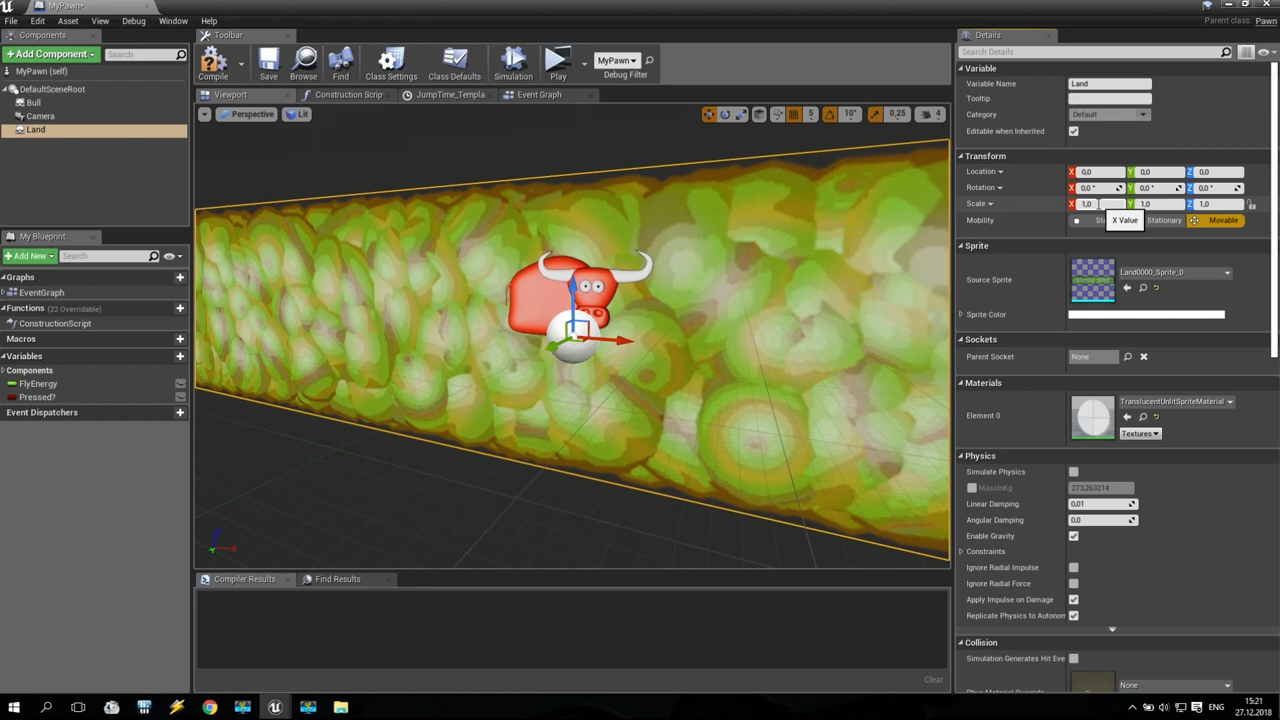 MyPawn*
File Edit Asset View Debug Window Help
Parent class: Pawn
Components
+Add Component
Search
MyPawn (self)
DefaultSceneRoot
Bull
Camera
Land
My Blueprint
+Add New
Search
Graphs
EventGraph
Functions (22 Overridable)
ConstructionScript
Macros
Variables
Components
FlyEnergy
Pressed?
Event Dispatchers
Toolbar
Compile
Save
Browse
Find
Class Settings
Class Defaults
Simulation
Play
MyPawn
Debug Filter
Viewport
Construction Scrip
JumpTime_Templa
Event Graph
Perspective
Lit
5
10°
0,25
4
Compiler Results
Find Results
Clear
Details
Search Details
Variable
Variable Name Land
Tooltip
Category Default
Editable when Inherited
Transform
Location X 0,0 Y 0,0 Z 0,0
Rotation X 0,0 ° Y 0,0 ° Z 0,0 °
Scale X 1,0 Y 1,0 Z 1,0
Mobility Sta X Value Stationary Movable
Sprite
Source Sprite Land0000_Sprite_0
Sprite Color
Sockets
Parent Socket None
Materials
Element 0 TranslucentUnlitSpriteMaterial
Textures
Physics
Simulate Physics
MassInKg 273,263214
Linear Damping 0,01
Angular Damping 0,0
Enable Gravity
Constraints
Ignore Radial Impulse
Ignore Radial Force
Apply Impulse on Damage
Replicate Physics to Autonom
Collision
Simulation Generates Hit Eve
None
ENG
15:21
27.12.2018